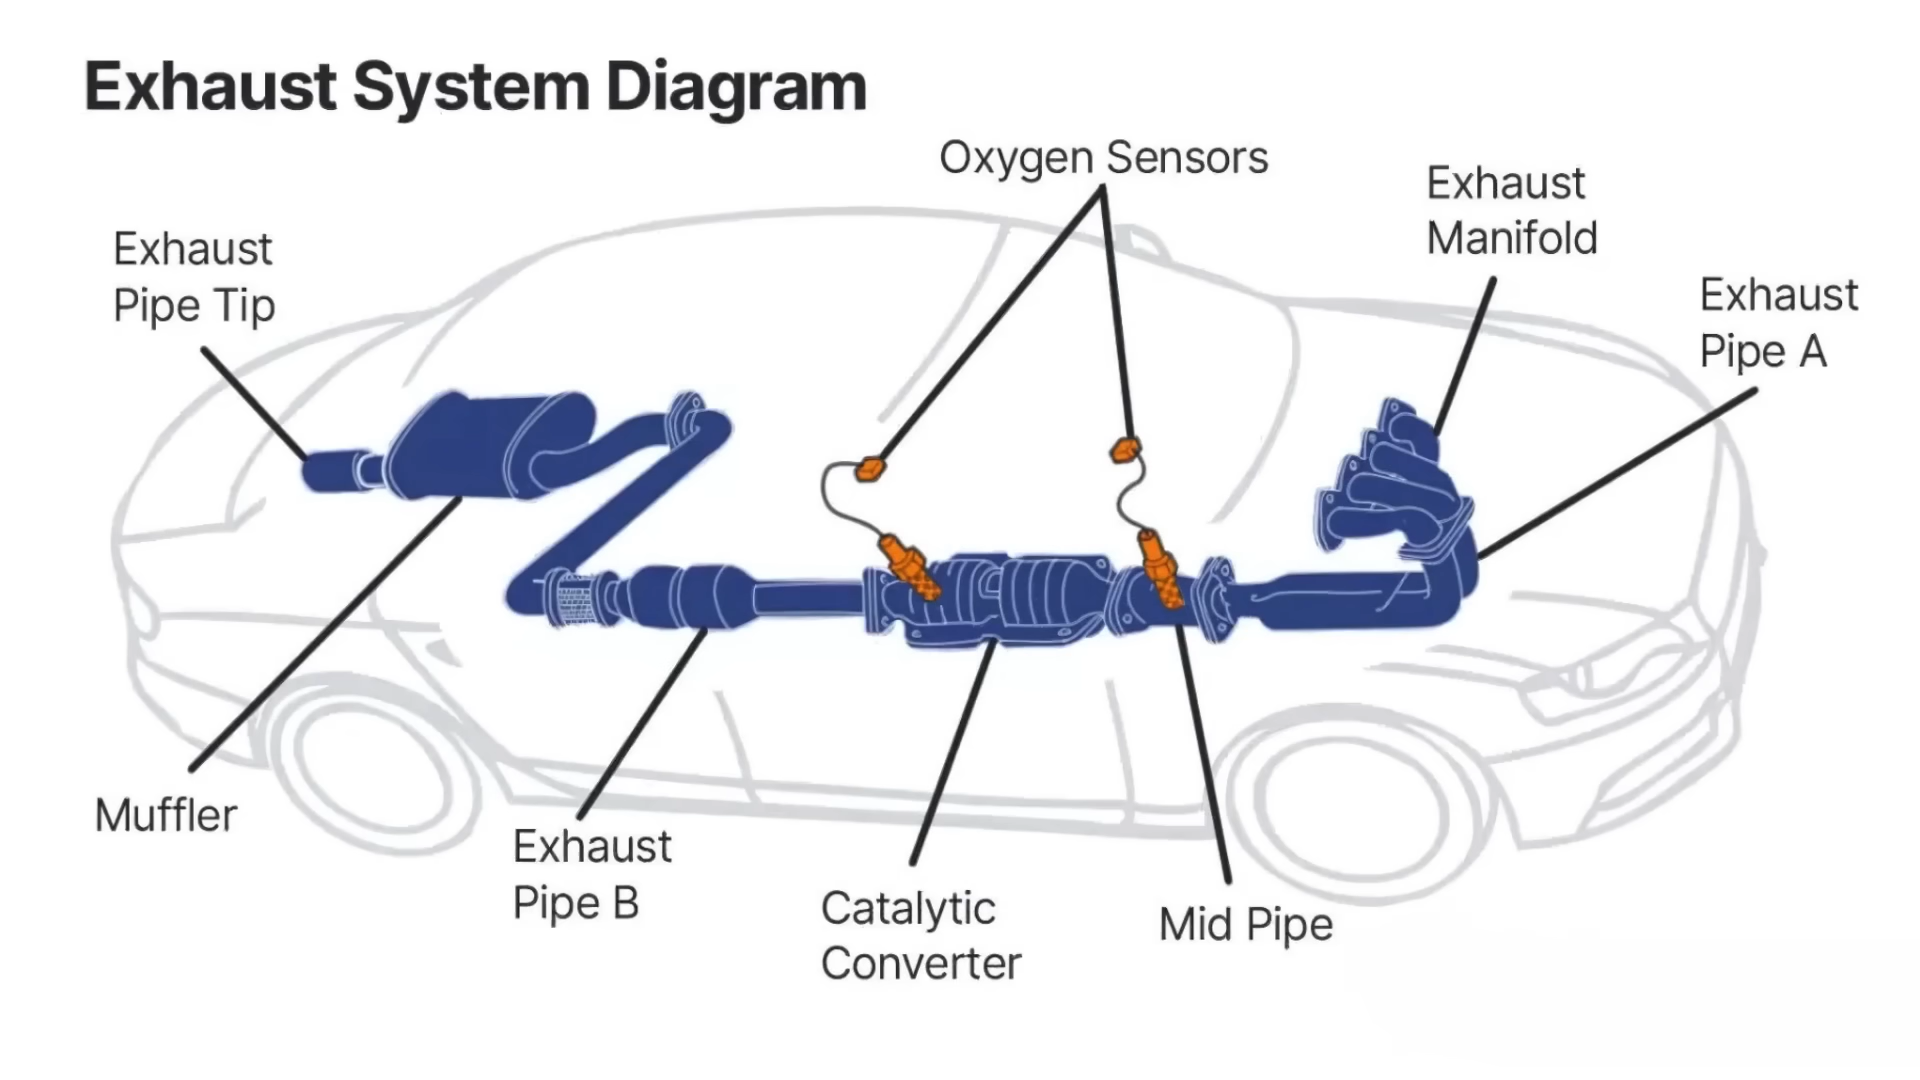 Exhaust System Diagram
Oxygen Sensors
Exhaust
Manifold
Exhaust
Pipe Tip
Exhaust
Pipe A
Muffler
Exhaust
Pipe B
Catalytic
Converter
Mid Pipe